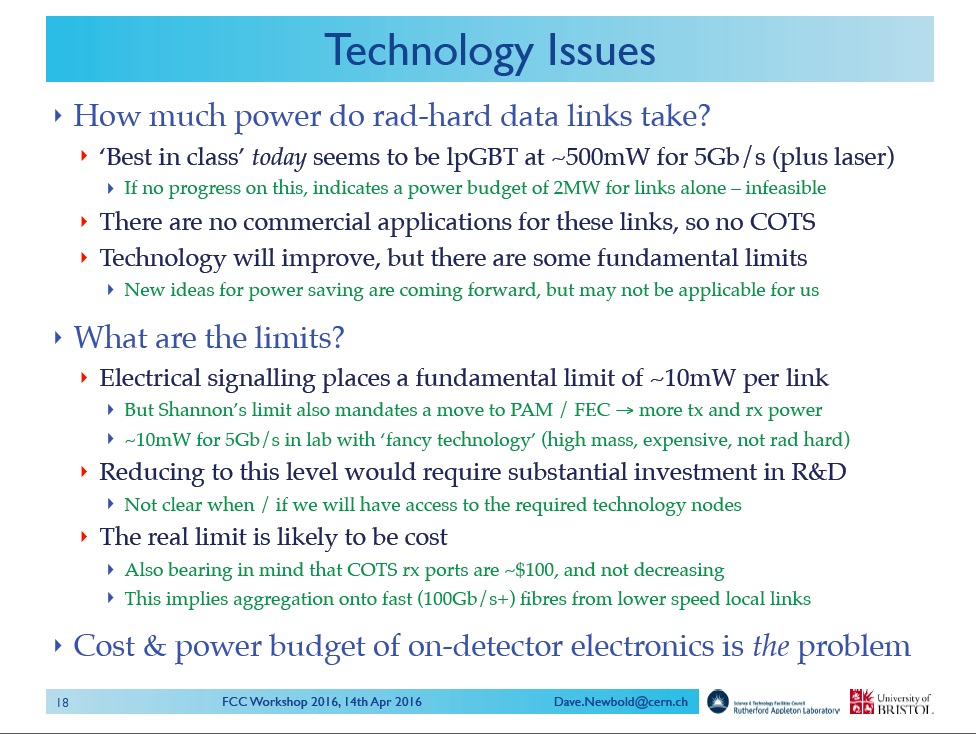 Technology Issues
‣ How much power do rad-hard data links take?
‣ ‘Best in class’ today seems to be lpGBT at ~500mW for 5Gb/s (plus laser)
‣ If no progress on this, indicates a power budget of 2MW for links alone – infeasible
‣ There are no commercial applications for these links, so no COTS
‣ Technology will improve, but there are some fundamental limits
‣ New ideas for power saving are coming forward, but may not be applicable for us
‣ What are the limits?
‣ Electrical signalling places a fundamental limit of ~10mW per link
‣ But Shannon’s limit also mandates a move to PAM / FEC → more tx and rx power
‣ ~10mW for 5Gb/s in lab with ‘fancy technology’ (high mass, expensive, not rad hard)
‣ Reducing to this level would require substantial investment in R&D
‣ Not clear when / if we will have access to the required technology nodes
‣ The real limit is likely to be cost
‣ Also bearing in mind that COTS rx ports are ~$100, and not decreasing
‣ This implies aggregation onto fast (100Gb/s+) fibres from lower speed local links
‣ Cost & power budget of on-detector electronics is the problem
18 FCC Workshop 2016, 14th Apr 2016 Dave.Newbold@cern.ch
Science & Technology Facilities Council
Rutherford Appleton Laboratory
University of
BRISTOL